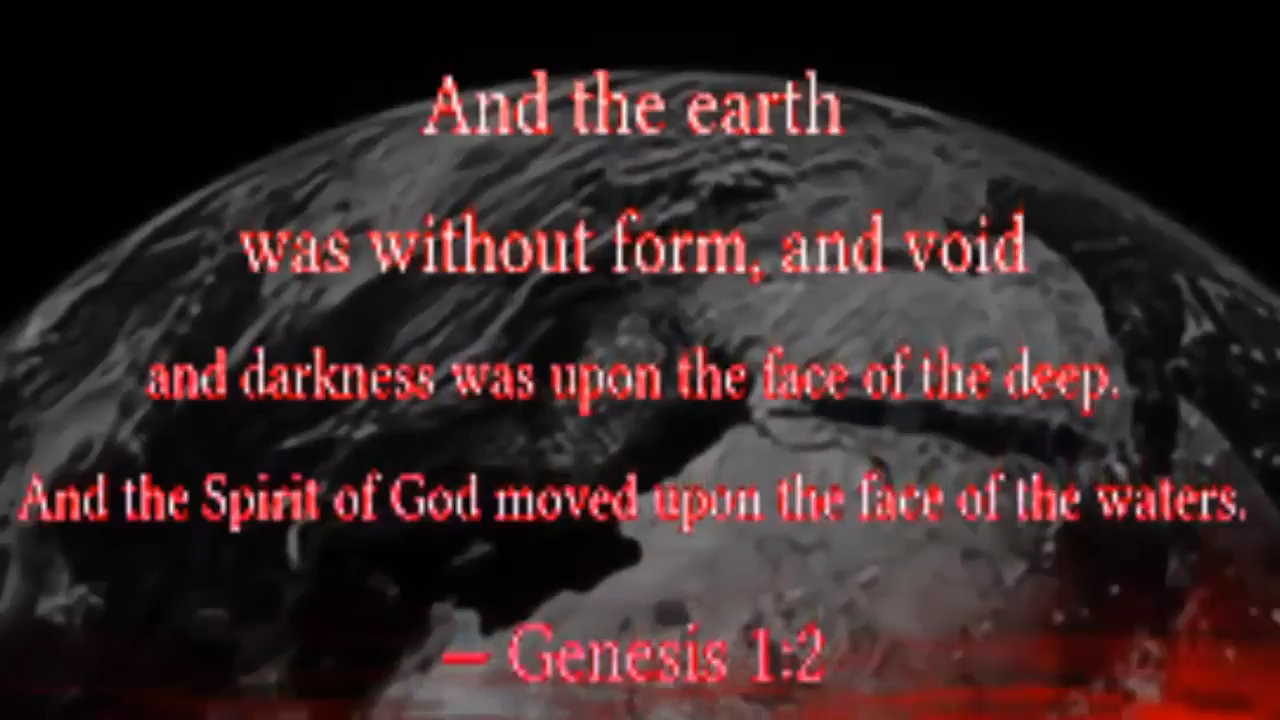 And the earth
was without form, and void
and darkness was upon the face of the deep.
And the Spirit of God moved upon the face of the waters.
– Genesis 1:2